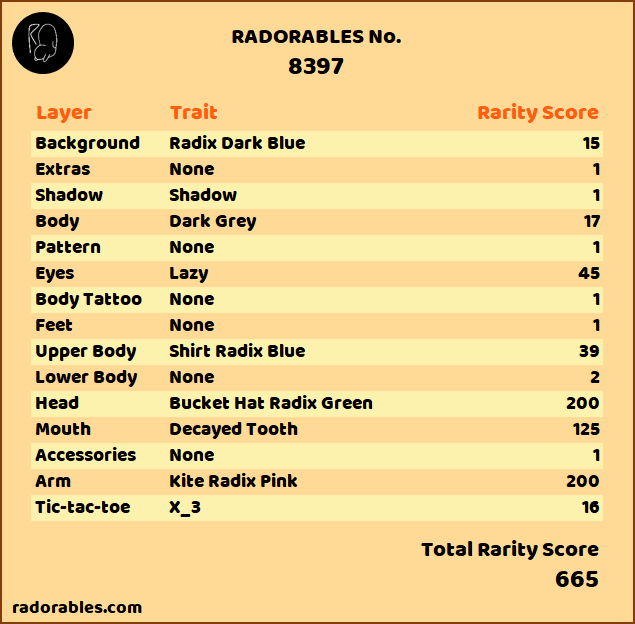 RADORABLES No.
8397
Layer Trait Rarity Score
Background Radix Dark Blue 15
Extras None 1
Shadow Shadow 1
Body Dark Grey 17
Pattern None 1
Eyes Lazy 45
Body Tattoo None 1
Feet None 1
Upper Body Shirt Radix Blue 39
Lower Body None 2
Head Bucket Hat Radix Green 200
Mouth Decayed Tooth 125
Accessories None 1
Arm Kite Radix Pink 200
Tic-tac-toe X_3 16
Total Rarity Score
665
radorables.com